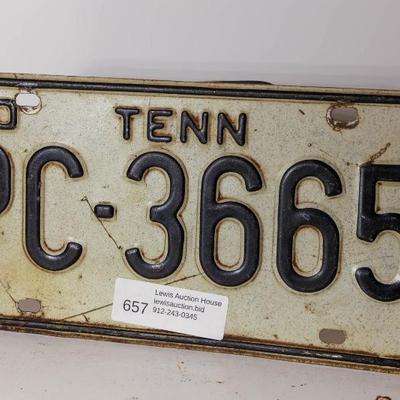 TENN
PC-3665
657
Lewis Auction House
lewisauction.bid
912-243-0345